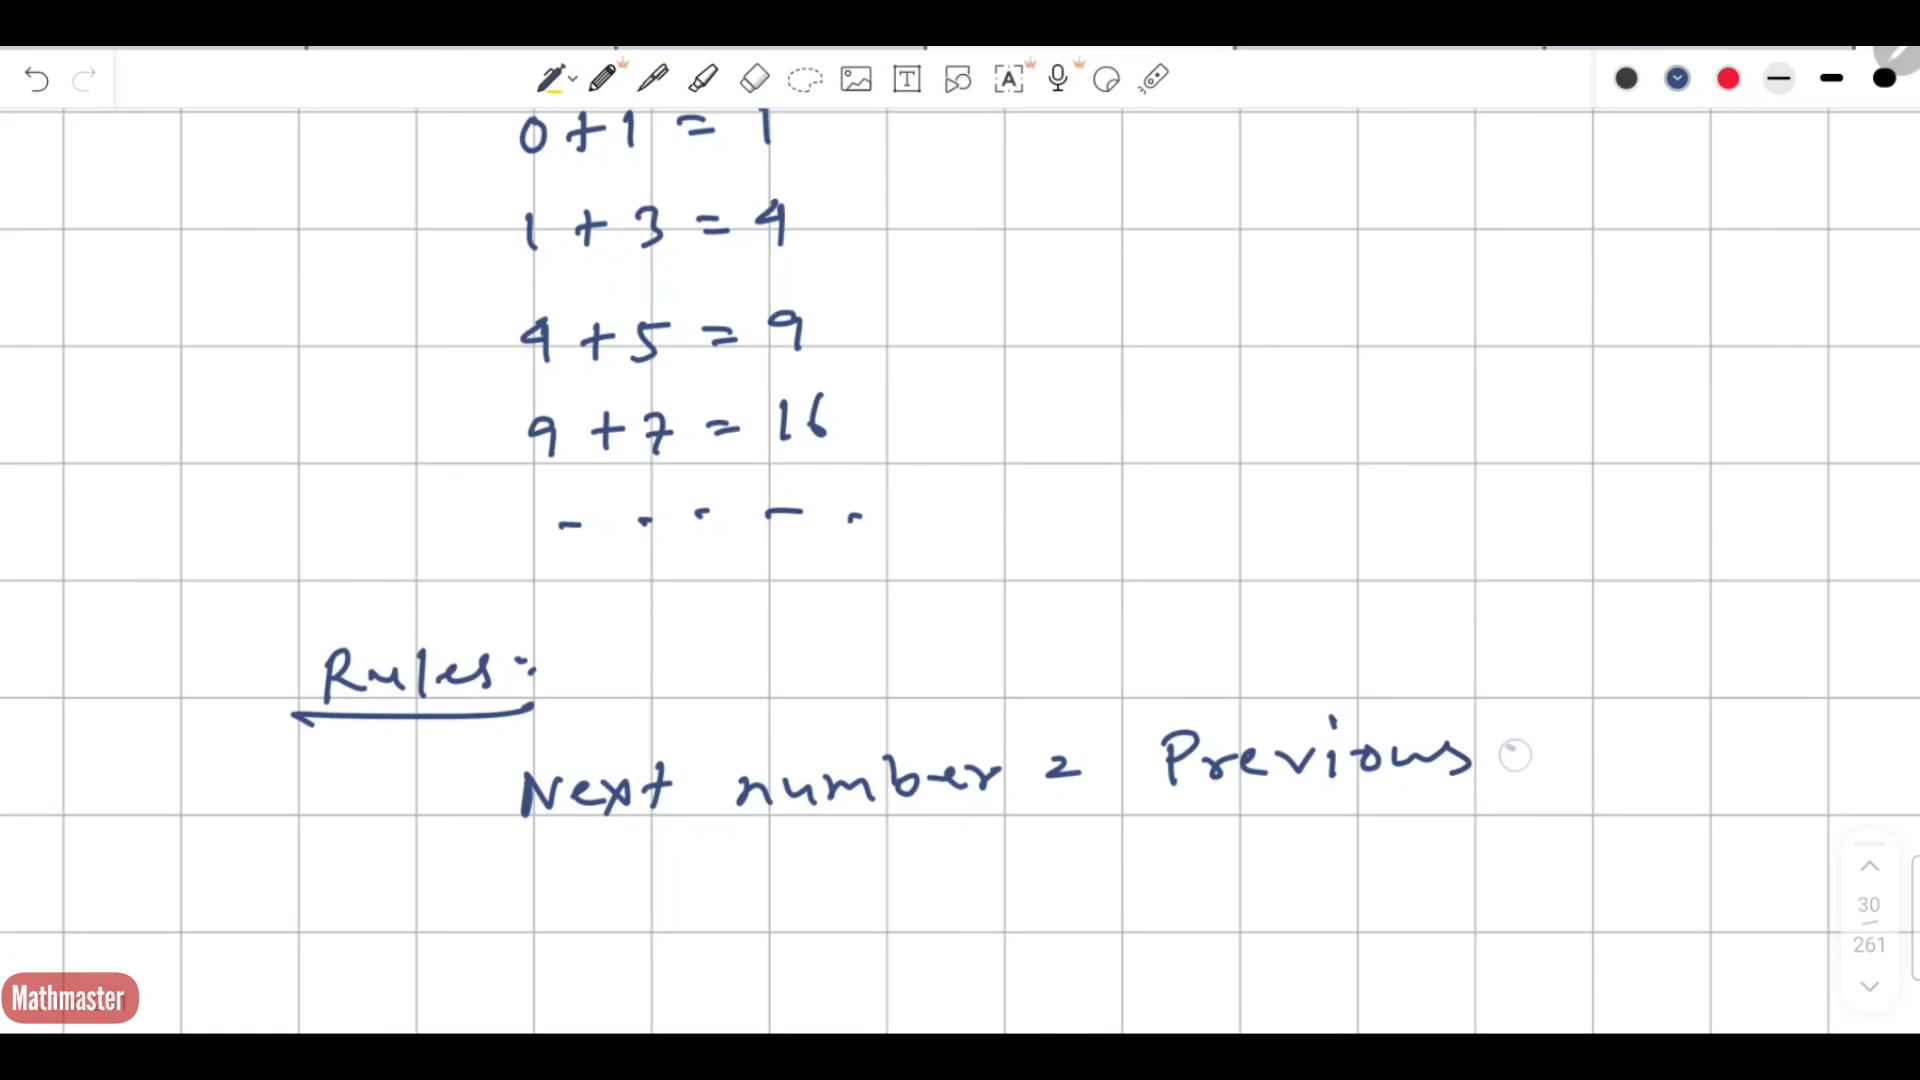 0 + 1 = 1
1 + 3 = 4
4 + 5 = 9
9 + 7 = 16
- . . - .
Rules:
Next number = Previous
30
261
Mathmaster